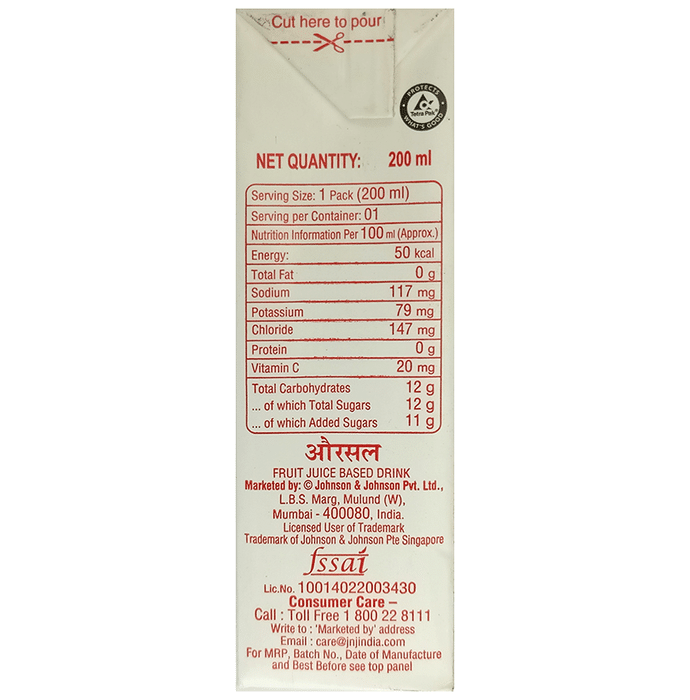 Cut here to pour
PROTECTS
Tetra Pak®
WHAT'S GOOD
NET QUANTITY: 200 ml
Serving Size: 1 Pack (200 ml)
Serving per Container: 01
Nutrition Information Per 100 ml (Approx.)
Energy: 50 kcal
Total Fat 0 g
Sodium 117 mg
Potassium 79 mg
Chloride 147 mg
Protein 0 g
Vitamin C 20 mg
Total Carbohydrates 12 g
... of which Total Sugars 12 g
... of which Added Sugars 11 g
औरसल
FRUIT JUICE BASED DRINK
Marketed by: © Johnson & Johnson Pvt. Ltd.,
L.B.S. Marg, Mulund (W),
Mumbai - 400080, India.
Licensed User of Trademark
Trademark of Johnson & Johnson Pte Singapore
fssai
Lic.No. 10014022003430
Consumer Care –
Call : Toll Free 1 800 22 8111
Write to : 'Marketed by' address
Email : care@jnjindia.com
For MRP, Batch No., Date of Manufacture
and Best Before see top panel